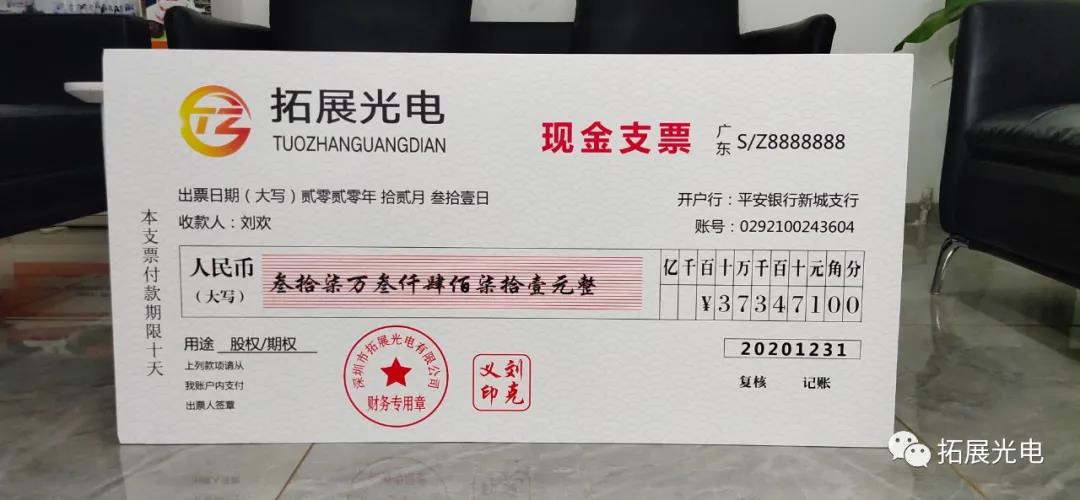 拓展光电
TUOZHANGUANGDIAN
现金支票
广东 S/Z8888888
出票日期（大写）贰零贰零年 拾贰月 叁拾壹日
开户行：平安银行新城支行
收款人：刘欢
账号：0292100243604
本支票付款期限十天
人民币
（大写）
叁拾柒万叁仟肆佰柒拾壹元整
亿千百十万千百十元角分
¥37347100
用途 股权/期权
20201231
上列款项请从
我账户内支付
出票人签章
复核 记账
深圳市拓展光电有限公司
财务专用章
刘克义印
拓展光电